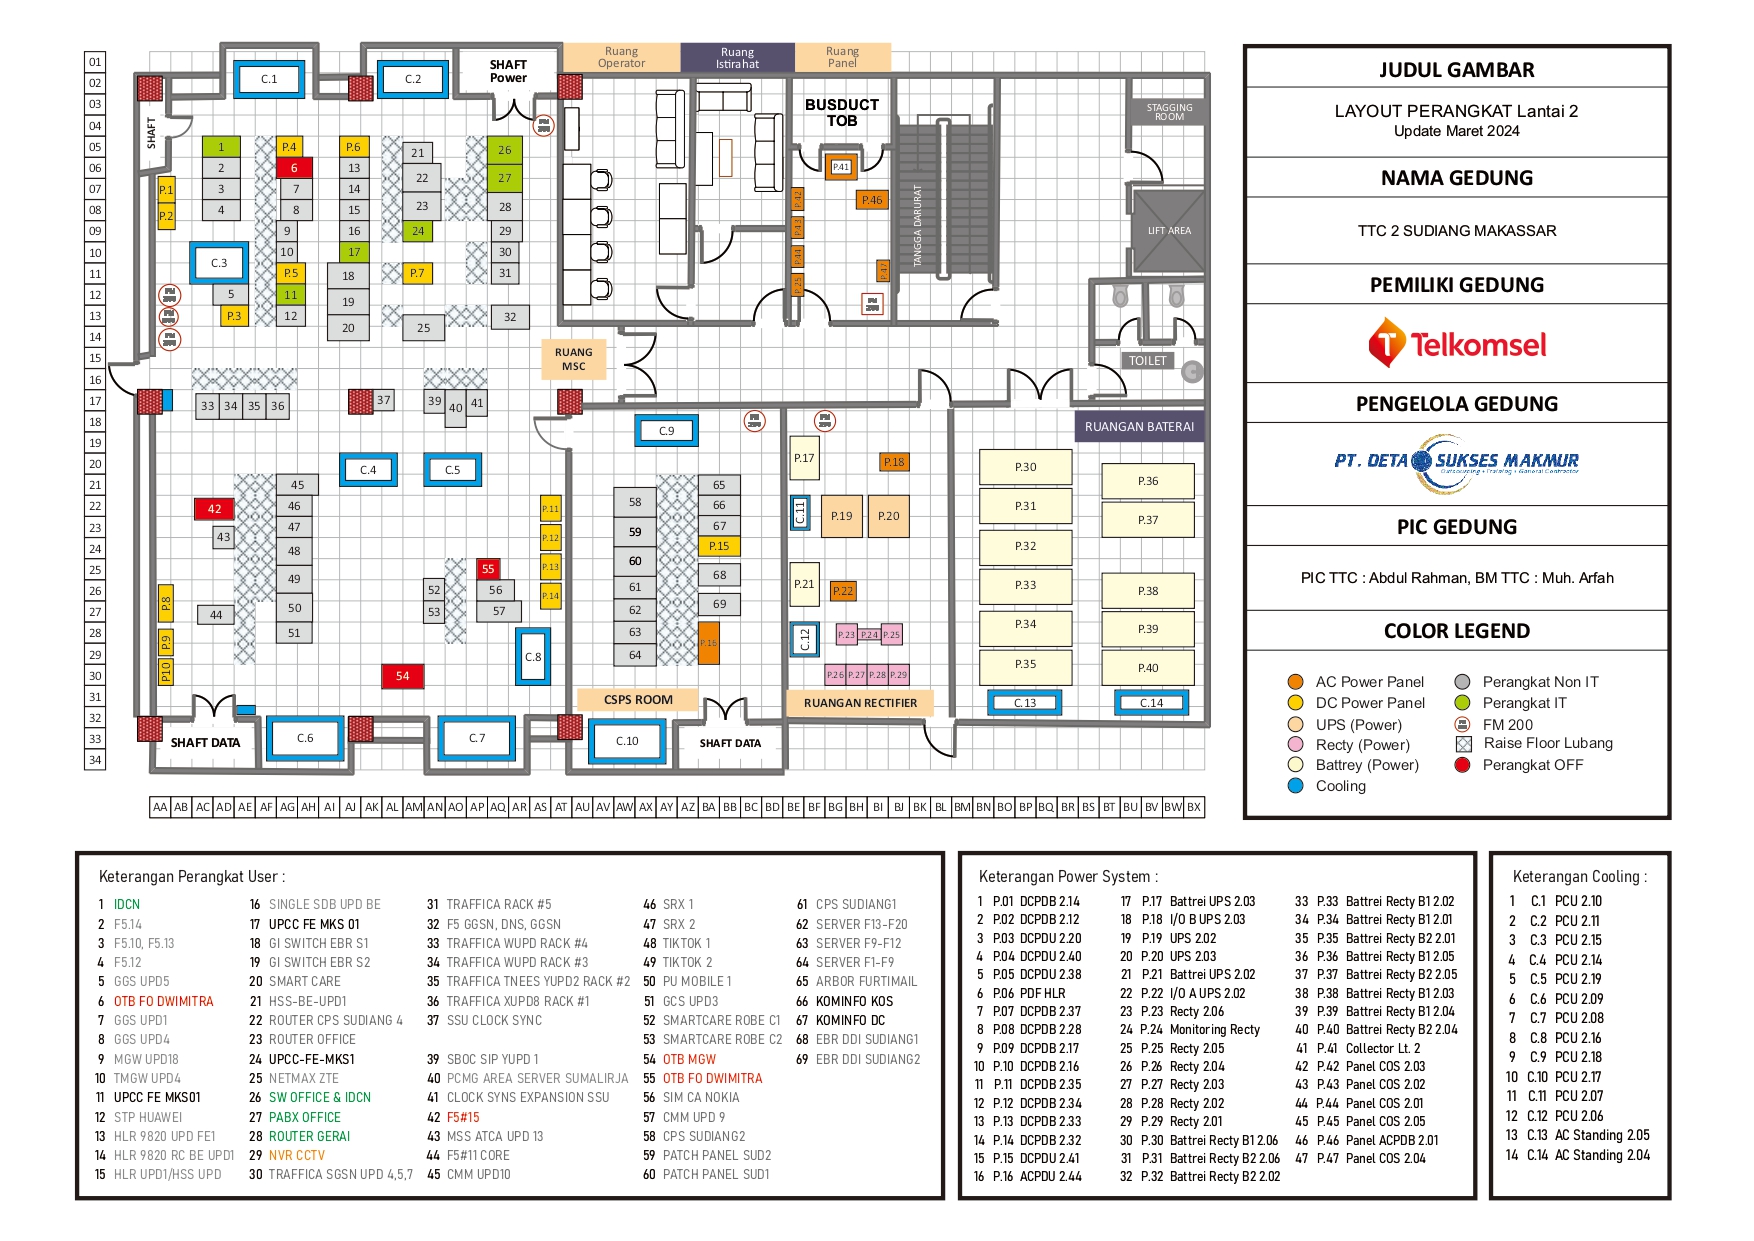 01
02
03
04
05
06
07
08
09
10
11
12
13
14
15
16
17
18
19
20
21
22
23
24
25
26
27
28
29
30
31
32
33
34
Ruang Operator
Ruang Istirahat
Ruang Panel
C.1
C.2
SHAFT Power
SHAFT
BUSDUCT TOB
STAGGING ROOM
1
P.4
P.6
21
26
2
6
13
22
27
P.41
P.1
3
7
14
P.42
P.46
P.2
4
8
15
23
28
9
16
24
29
P.43
TANGGA DARURAT
LIFT AREA
C.3
10
17
30
P.44
P.5
18
P.7
31
P.47
5
11
19
P.3
12
20
25
32
RUANG MSC
TOILET
33
34
35
36
37
39
40
41
C.9
RUANGAN BATERAI
C.4
C.5
P.17
P.18
P.30
P.36
45
65
42
46
P.11
58
66
C.11
P.19
P.20
P.31
P.37
43
47
P.12
59
67
48
P.15
P.32
49
55
P.13
60
68
P.21
P.33
P.38
P.8
52
56
P.14
61
P.22
44
50
53
57
62
69
P.34
P.39
P.9
51
63
P.16
C.12
P.23
P.24
P.25
C.8
64
P.35
P.40
P10
54
P.26
P.27
P.28
P.29
CSPS ROOM
RUANGAN RECTIFIER
C.13
C.14
SHAFT DATA
C.6
C.7
C.10
SHAFT DATA
AA AB AC AD AE AF AG AH AI AJ AK AL AM AN AO AP AQ AR AS AT AU AV AW AX AY AZ BA BB BC BD BE BF BG BH BI BJ BK BL BM BN BO BP BQ BR BS BT BU BV BW BX
JUDUL GAMBAR
LAYOUT PERANGKAT Lantai 2
Update Maret 2024
NAMA GEDUNG
TTC 2 SUDIANG MAKASSAR
PEMILIKI GEDUNG
Telkomsel
PENGELOLA GEDUNG
PT. DETA SUKSES MAKMUR
Outsourcing • Training • General Contractor
PIC GEDUNG
PIC TTC : Abdul Rahman, BM TTC : Muh. Arfah
COLOR LEGEND
AC Power Panel
DC Power Panel
UPS (Power)
Recty (Power)
Battrey (Power)
Cooling
Perangkat Non IT
Perangkat IT
FM 200
Raise Floor Lubang
Perangkat OFF
Keterangan Perangkat User :
1 IDCN
2 F5.14
3 F5.10, F5.13
4 F5.12
5 GGS UPD5
6 OTB FO DWIMITRA
7 GGS UPD1
8 GGS UPD4
9 MGW UPD18
10 TMGW UPD4
11 UPCC FE MKS01
12 STP HUAWEI
13 HLR 9820 UPD FE1
14 HLR 9820 RC BE UPD1
15 HLR UPD1/HSS UPD
16 SINGLE SDB UPD BE
17 UPCC FE MKS 01
18 GI SWITCH EBR S1
19 GI SWITCH EBR S2
20 SMART CARE
21 HSS-BE-UPD1
22 ROUTER CPS SUDIANG 4
23 ROUTER OFFICE
24 UPCC-FE-MKS1
25 NETMAX ZTE
26 SW OFFICE & IDCN
27 PABX OFFICE
28 ROUTER GERAI
29 NVR CCTV
30 TRAFFICA SGSN UPD 4,5,7
31 TRAFFICA RACK #5
32 F5 GGSN, DNS, GGSN
33 TRAFFICA WUPD RACK #4
34 TRAFFICA WUPD RACK #3
35 TRAFFICA TNEES YUPD2 RACK #2
36 TRAFFICA XUPD8 RACK #1
37 SSU CLOCK SYNC
39 SBOC SIP YUPD 1
40 PCMG AREA SERVER SUMALIRJA
41 CLOCK SYNS EXPANSION SSU
42 F5#15
43 MSS ATCA UPD 13
44 F5#11 CORE
45 CMM UPD10
46 SRX 1
47 SRX 2
48 TIKTOK 1
49 TIKTOK 2
50 PU MOBILE 1
51 GCS UPD3
52 SMARTCARE ROBE C1
53 SMARTCARE ROBE C2
54 OTB MGW
55 OTB FO DWIMITRA
56 SIM CA NOKIA
57 CMM UPD 9
58 CPS SUDIANG2
59 PATCH PANEL SUD2
60 PATCH PANEL SUD1
61 CPS SUDIANG1
62 SERVER F13-F20
63 SERVER F9-F12
64 SERVER F1-F9
65 ARBOR FURTIMAIL
66 KOMINFO KOS
67 KOMINFO DC
68 EBR DDI SUDIANG1
69 EBR DDI SUDIANG2
Keterangan Power System :
1 P.01 DCPDB 2.14
2 P.02 DCPDB 2.12
3 P.03 DCPDU 2.20
4 P.04 DCPDU 2.40
5 P.05 DCPDU 2.38
6 P.06 PDF HLR
7 P.07 DCPDB 2.37
8 P.08 DCPDB 2.28
9 P.09 DCPDB 2.17
10 P.10 DCPDB 2.16
11 P.11 DCPDB 2.35
12 P.12 DCPDB 2.34
13 P.13 DCPDB 2.33
14 P.14 DCPDB 2.32
15 P.15 DCPDU 2.41
16 P.16 ACPDU 2.44
17 P.17 Battrei UPS 2.03
18 P.18 I/O B UPS 2.03
19 P.19 UPS 2.02
20 P.20 UPS 2.03
21 P.21 Battrei UPS 2.02
22 P.22 I/O A UPS 2.02
23 P.23 Recty 2.06
24 P.24 Monitoring Recty
25 P.25 Recty 2.05
26 P.26 Recty 2.04
27 P.27 Recty 2.03
28 P.28 Recty 2.02
29 P.29 Recty 2.01
30 P.30 Battrei Recty B1 2.06
31 P.31 Battrei Recty B2 2.06
32 P.32 Battrei Recty B2 2.02
33 P.33 Battrei Recty B1 2.02
34 P.34 Battrei Recty B1 2.01
35 P.35 Battrei Recty B2 2.01
36 P.36 Battrei Recty B1 2.05
37 P.37 Battrei Recty B2 2.05
38 P.38 Battrei Recty B1 2.03
39 P.39 Battrei Recty B1 2.04
40 P.40 Battrei Recty B2 2.04
41 P.41 Collector Lt. 2
42 P.42 Panel COS 2.03
43 P.43 Panel COS 2.02
44 P.44 Panel COS 2.01
45 P.45 Panel COS 2.05
46 P.46 Panel ACPDB 2.01
47 P.47 Panel COS 2.04
Keterangan Cooling :
1 C.1 PCU 2.10
2 C.2 PCU 2.11
3 C.3 PCU 2.15
4 C.4 PCU 2.14
5 C.5 PCU 2.19
6 C.6 PCU 2.09
7 C.7 PCU 2.08
8 C.8 PCU 2.16
9 C.9 PCU 2.18
10 C.10 PCU 2.17
11 C.11 PCU 2.07
12 C.12 PCU 2.06
13 C.13 AC Standing 2.05
14 C.14 AC Standing 2.04